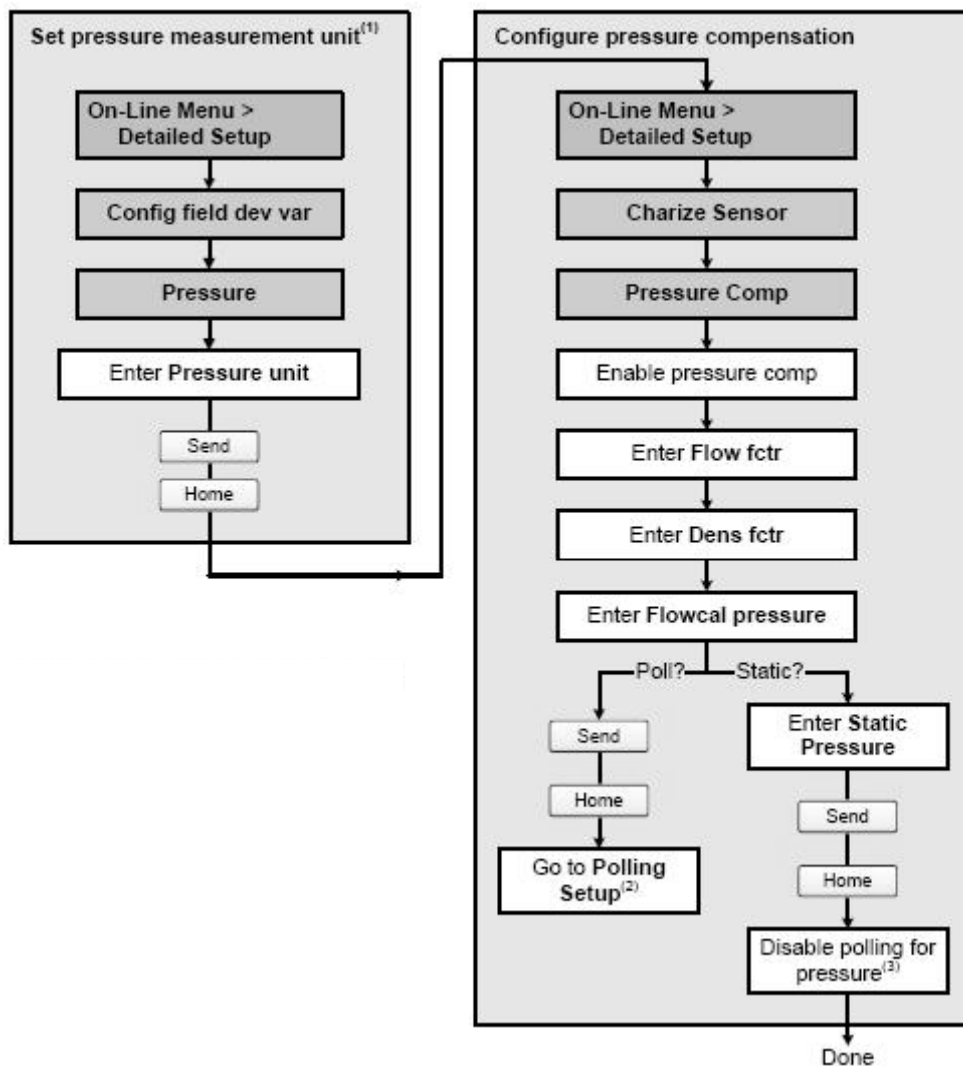 Set pressure measurement unit(1)
On-Line Menu >
Detailed Setup
Config field dev var
Pressure
Enter Pressure unit
Send
Home
Configure pressure compensation
On-Line Menu >
Detailed Setup
Charize Sensor
Pressure Comp
Enable pressure comp
Enter Flow fctr
Enter Dens fctr
Enter Flowcal pressure
Poll?
Static?
Send
Home
Go to Polling
Setup(2)
Enter Static
Pressure
Send
Home
Disable polling for
pressure(3)
Done